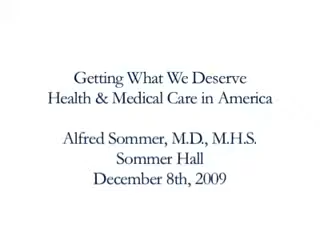 Getting What We Deserve
Health & Medical Care in America
Alfred Sommer, M.D., M.H.S.
Sommer Hall
December 8th, 2009